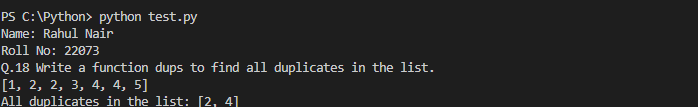 PS C:\Python> python test.py
Name: Rahul Nair
Roll No: 22073
Q.18 Write a function dups to find all duplicates in the list.
[1, 2, 2, 3, 4, 4, 5]
All duplicates in the list: [2, 4]